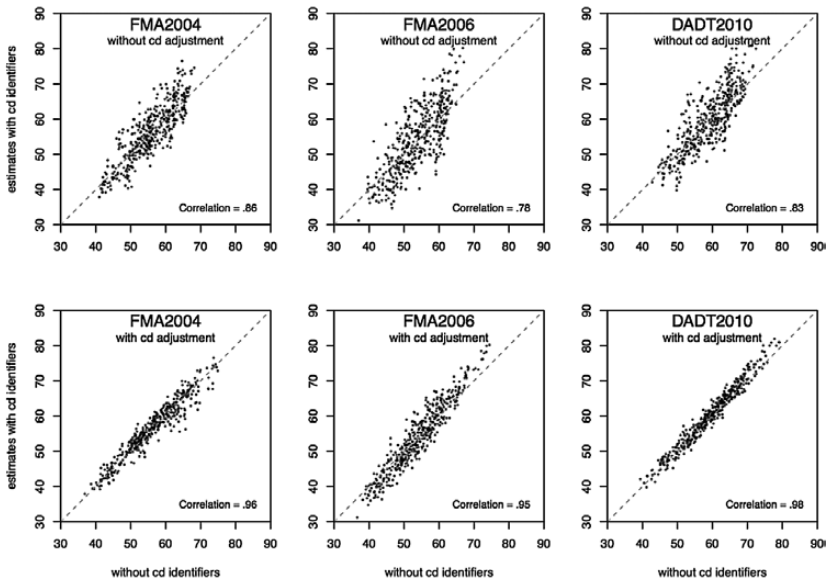 FMA2004
without cd adjustment
estimates with cd identifiers
30 40 50 60 70 80 90
Correlation = .86
30 40 50 60 70 80 90
FMA2006
without cd adjustment
30 40 50 60 70 80 90
Correlation = .78
30 40 50 60 70 80 90
DADT2010
without cd adjustment
30 40 50 60 70 80 90
Correlation = .83
30 40 50 60 70 80 90
FMA2004
with cd adjustment
estimates with cd identifiers
30 40 50 60 70 80 90
Correlation = .96
30 40 50 60 70 80 90
without cd identifiers
FMA2006
with cd adjustment
30 40 50 60 70 80 90
Correlation = .95
30 40 50 60 70 80 90
without cd identifiers
DADT2010
with cd adjustment
30 40 50 60 70 80 90
Correlation = .98
30 40 50 60 70 80 90
without cd identifiers